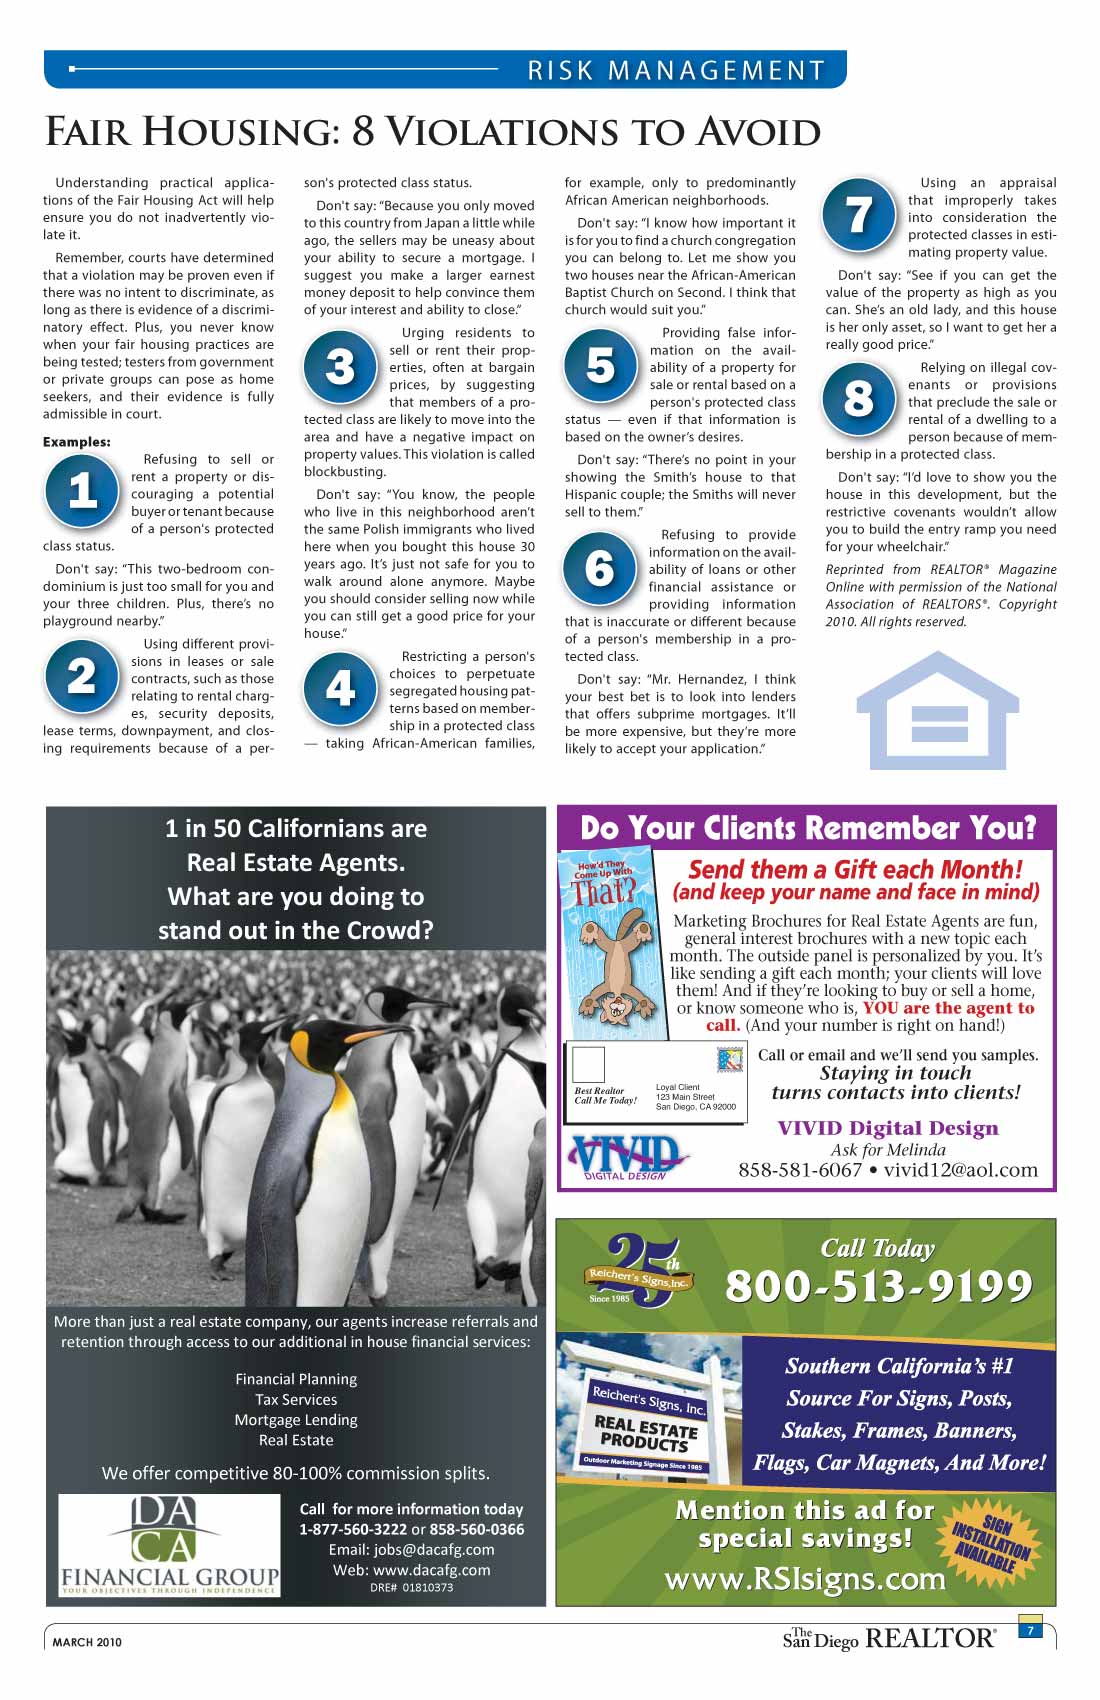 RISK MANAGEMENT
FAIR HOUSING: 8 VIOLATIONS TO AVOID
Understanding practical applica-
tions of the Fair Housing Act will help
ensure you do not inadvertently vio-
late it.
Remember, courts have determined
that a violation may be proven even if
there was no intent to discriminate, as
long as there is evidence of a discrimi-
natory effect. Plus, you never know
when your fair housing practices are
being tested; testers from government
or private groups can pose as home
seekers, and their evidence is fully
admissible in court.
Examples:
1
Refusing to sell or
rent a property or dis-
couraging a potential
buyer or tenant because
of a person's protected
class status.
Don't say: “This two-bedroom con-
dominium is just too small for you and
your three children. Plus, there’s no
playground nearby.”
2
Using different provi-
sions in leases or sale
contracts, such as those
relating to rental charg-
es, security deposits,
lease terms, downpayment, and clos-
ing requirements because of a per-
son's protected class status.
Don't say: “Because you only moved
to this country from Japan a little while
ago, the sellers may be uneasy about
your ability to secure a mortgage. I
suggest you make a larger earnest
money deposit to help convince them
of your interest and ability to close.”
3
Urging residents to
sell or rent their prop-
erties, often at bargain
prices, by suggesting
that members of a pro-
tected class are likely to move into the
area and have a negative impact on
property values. This violation is called
blockbusting.
Don't say: “You know, the people
who live in this neighborhood aren’t
the same Polish immigrants who lived
here when you bought this house 30
years ago. It’s just not safe for you to
walk around alone anymore. Maybe
you should consider selling now while
you can still get a good price for your
house.”
4
Restricting a person's
choices to perpetuate
segregated housing pat-
terns based on member-
ship in a protected class
— taking African-American families,
for example, only to predominantly
African American neighborhoods.
Don't say: “I know how important it
is for you to find a church congregation
you can belong to. Let me show you
two houses near the African-American
Baptist Church on Second. I think that
church would suit you.”
5
Providing false infor-
mation on the avail-
ability of a property for
sale or rental based on a
person's protected class
status — even if that information is
based on the owner’s desires.
Don't say: “There’s no point in your
showing the Smith’s house to that
Hispanic couple; the Smiths will never
sell to them.”
6
Refusing to provide
information on the avail-
ability of loans or other
financial assistance or
providing information
that is inaccurate or different because
of a person's membership in a pro-
tected class.
Don't say: “Mr. Hernandez, I think
your best bet is to look into lenders
that offers subprime mortgages. It’ll
be more expensive, but they’re more
likely to accept your application.”
7
Using an appraisal
that improperly takes
into consideration the
protected classes in esti-
mating property value.
Don't say: “See if you can get the
value of the property as high as you
can. She’s an old lady, and this house
is her only asset, so I want to get her a
really good price.”
8
Relying on illegal cov-
enants or provisions
that preclude the sale or
rental of a dwelling to a
person because of mem-
bership in a protected class.
Don't say: “I’d love to show you the
house in this development, but the
restrictive covenants wouldn’t allow
you to build the entry ramp you need
for your wheelchair.”
Reprinted from REALTOR® Magazine
Online with permission of the National
Association of REALTORS®. Copyright
2010. All rights reserved.
1 in 50 Californians are
Real Estate Agents.
What are you doing to
stand out in the Crowd?
More than just a real estate company, our agents increase referrals and
retention through access to our additional in house financial services:
Financial Planning
Tax Services
Mortgage Lending
Real Estate
We offer competitive 80-100% commission splits.
DA
CA
FINANCIAL GROUP
YOUR OBJECTIVES THROUGH INDEPENDENCE
Call for more information today
1-877-560-3222 or 858-560-0366
Email: jobs@dacafg.com
Web: www.dacafg.com
DRE# 01810373
Do Your Clients Remember You?
How'd They
Come Up With
That?
Send them a Gift each Month!
(and keep your name and face in mind)
Marketing Brochures for Real Estate Agents are fun,
general interest brochures with a new topic each
month. The outside panel is personalized by you. It’s
like sending a gift each month; your clients will love
them! And if they’re looking to buy or sell a home,
or know someone who is, YOU are the agent to
call. (And your number is right on hand!)
Best Realtor
Call Me Today!
Loyal Client
123 Main Street
San Diego, CA 92000
Call or email and we’ll send you samples.
Staying in touch
turns contacts into clients!
VIVID
DIGITAL DESIGN
VIVID Digital Design
Ask for Melinda
858-581-6067 • vivid12@aol.com
25th
Reichert's Signs, Inc.
Since 1985
Call Today
800-513-9199
Reichert's Signs, Inc.
REAL ESTATE
PRODUCTS
Outdoor Marketing Signage Since 1985
Southern California’s #1
Source For Signs, Posts,
Stakes, Frames, Banners,
Flags, Car Magnets, And More!
Mention this ad for
special savings!
www.RSIsigns.com
SIGN
INSTALLATION
AVAILABLE
MARCH 2010
The San Diego REALTOR®
7